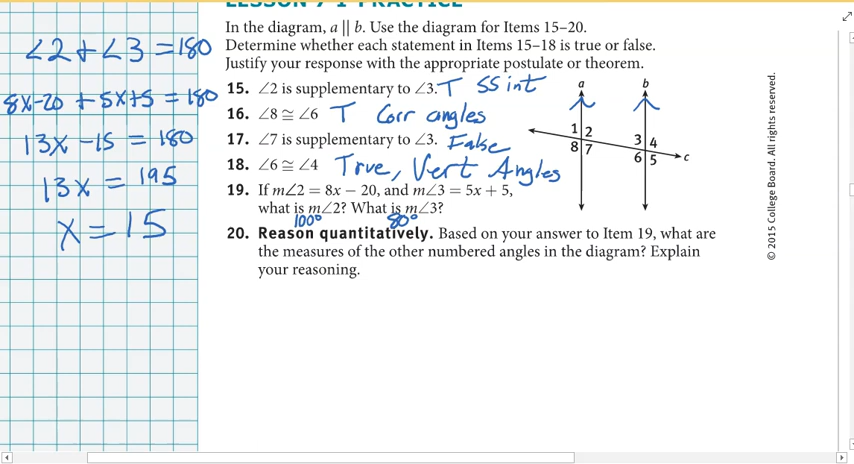 LESSON 7-1 PRACTICE
In the diagram, a || b. Use the diagram for Items 15–20.
Determine whether each statement in Items 15–18 is true or false.
Justify your response with the appropriate postulate or theorem.
15. ∠2 is supplementary to ∠3. T SS int
16. ∠8 ≅ ∠6 T Corr angles
17. ∠7 is supplementary to ∠3. False
18. ∠6 ≅ ∠4 True, Vert Angles
19. If m∠2 = 8x − 20, and m∠3 = 5x + 5,
what is m∠2? What is m∠3?
100° 80°
20. Reason quantitatively. Based on your answer to Item 19, what are
the measures of the other numbered angles in the diagram? Explain
your reasoning.
∠2 + ∠3 = 180
8x-20 + 5x+5 = 180
13x -15 = 180
13x = 195
x = 15
a b
1 2
8 7
3 4
6 5
c
© 2015 College Board. All rights reserved.